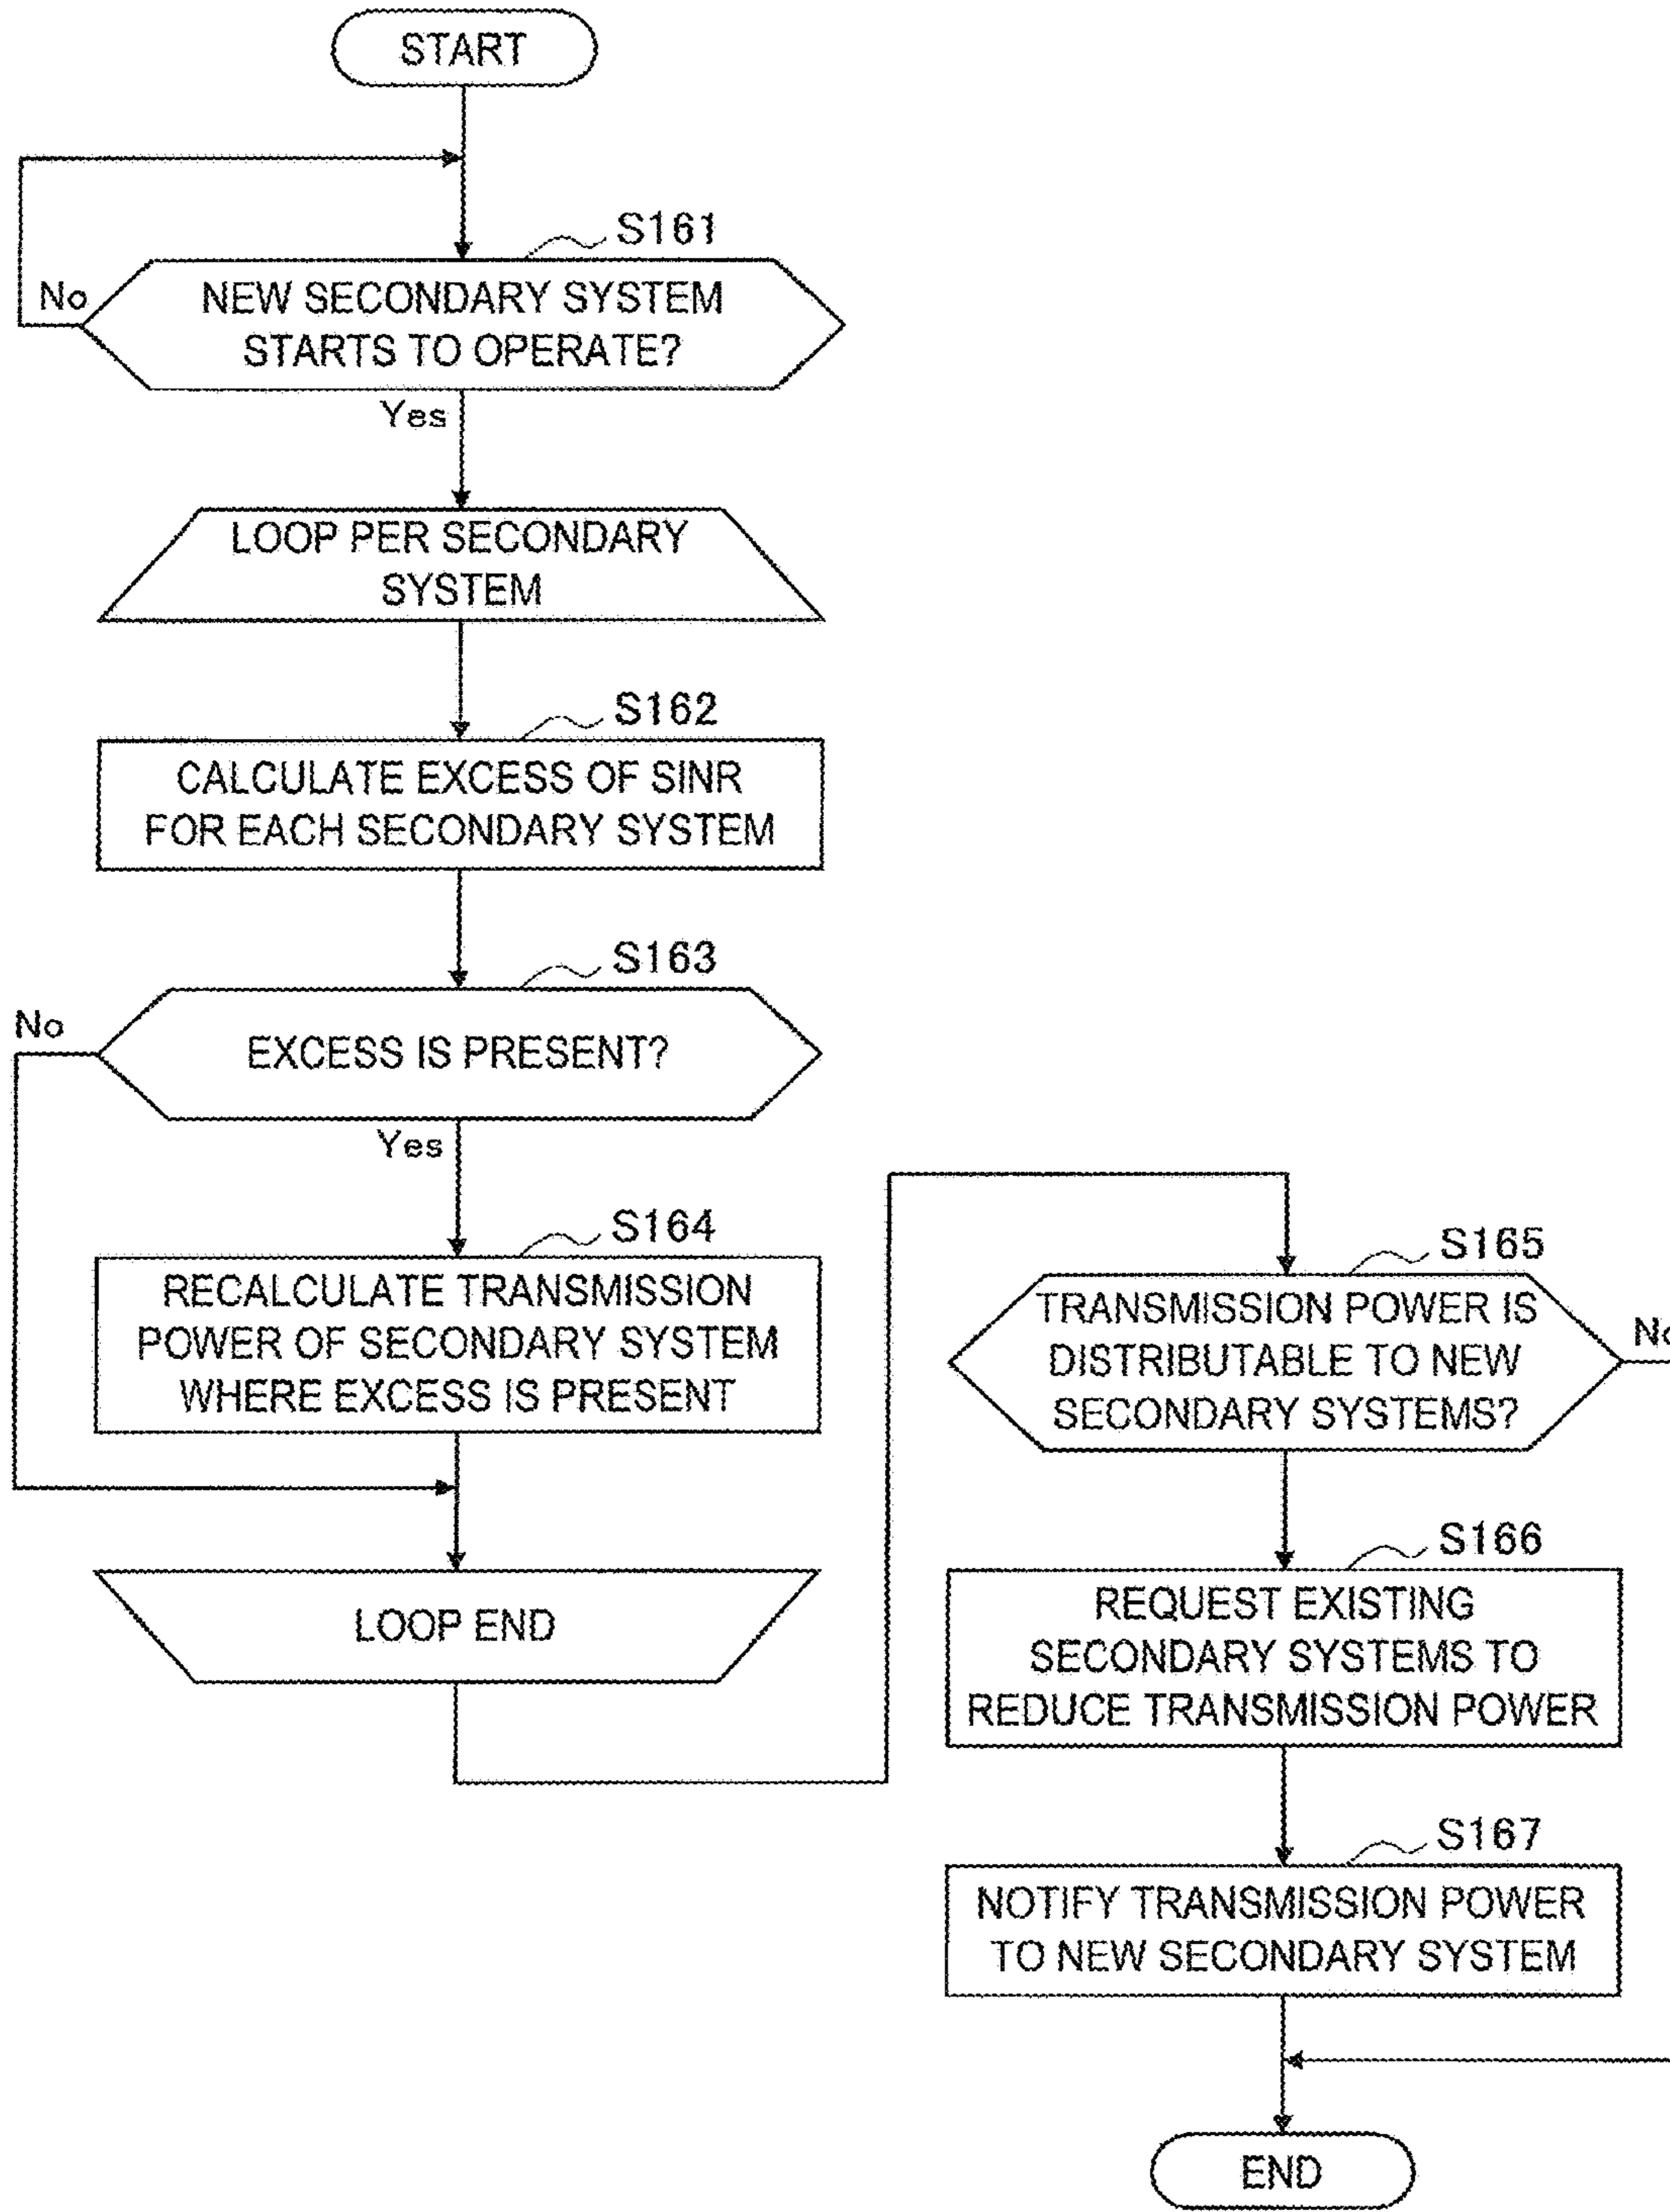 START
S161
No
NEW SECONDARY SYSTEM
STARTS TO OPERATE?
Yes
LOOP PER SECONDARY
SYSTEM
S162
CALCULATE EXCESS OF SINR
FOR EACH SECONDARY SYSTEM
S163
No
EXCESS IS PRESENT?
Yes
S164
RECALCULATE TRANSMISSION
POWER OF SECONDARY SYSTEM
WHERE EXCESS IS PRESENT
LOOP END
S165
TRANSMISSION POWER IS
DISTRIBUTABLE TO NEW
SECONDARY SYSTEMS?
No
S166
REQUEST EXISTING
SECONDARY SYSTEMS TO
REDUCE TRANSMISSION POWER
S167
NOTIFY TRANSMISSION POWER
TO NEW SECONDARY SYSTEM
END